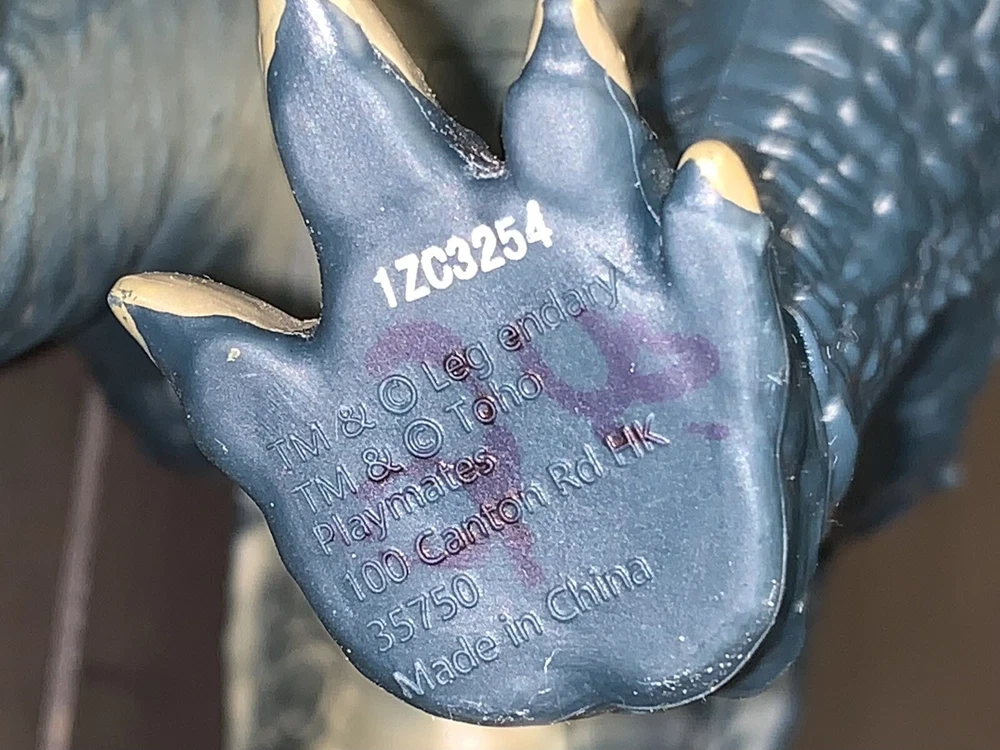 1ZC3254
TM & © Legendary
TM & © Toho
Playmates
100 Canton Rd HK
35750
Made in China